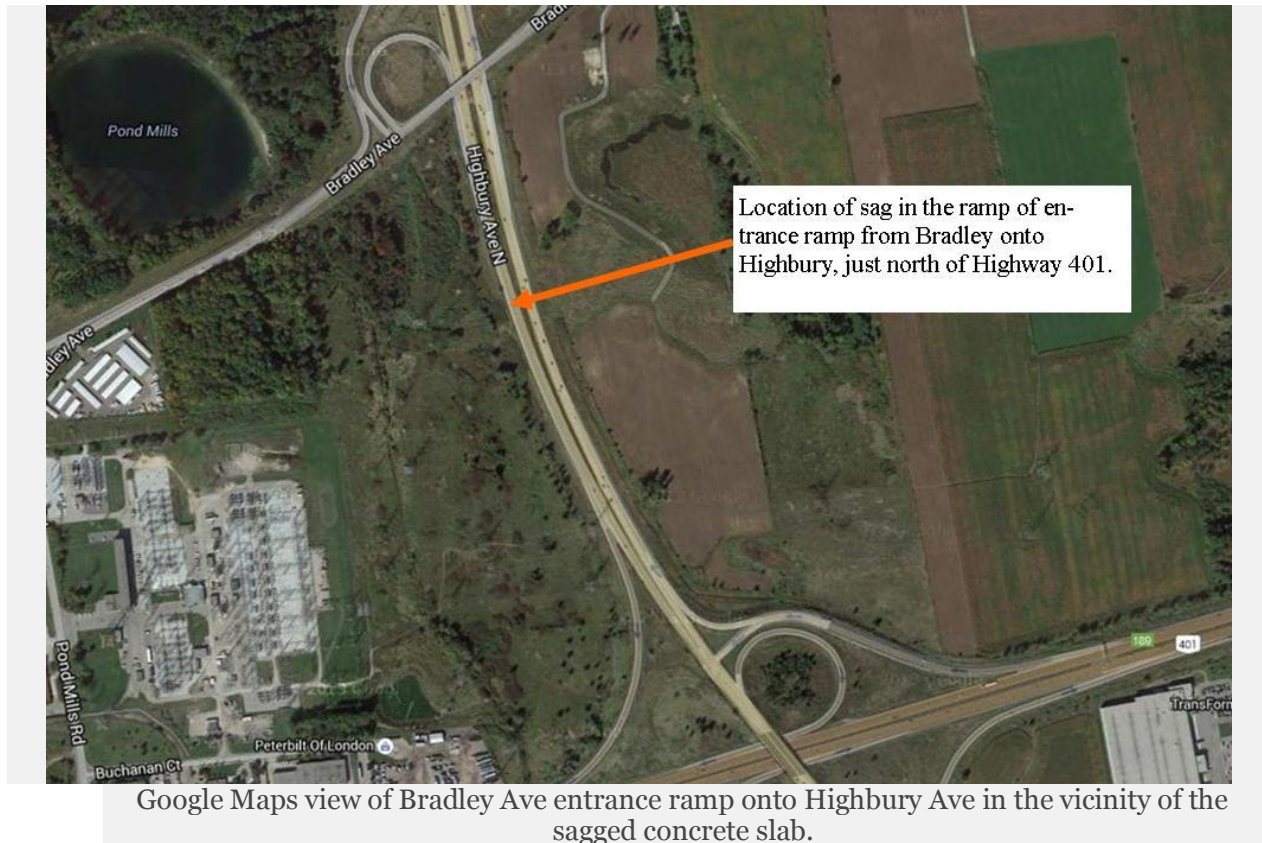 Bradl
Pond Mills
Bradley Ave
Highbury Ave N
Location of sag in the ramp of en-
trance ramp from Bradley onto
Highbury, just north of Highway 401.
dley Ave
Pond Mills Rd
189
401
TransForm
Peterbilt Of London
Buchanan Ct
Google Maps view of Bradley Ave entrance ramp onto Highbury Ave in the vicinity of the
sagged concrete slab.